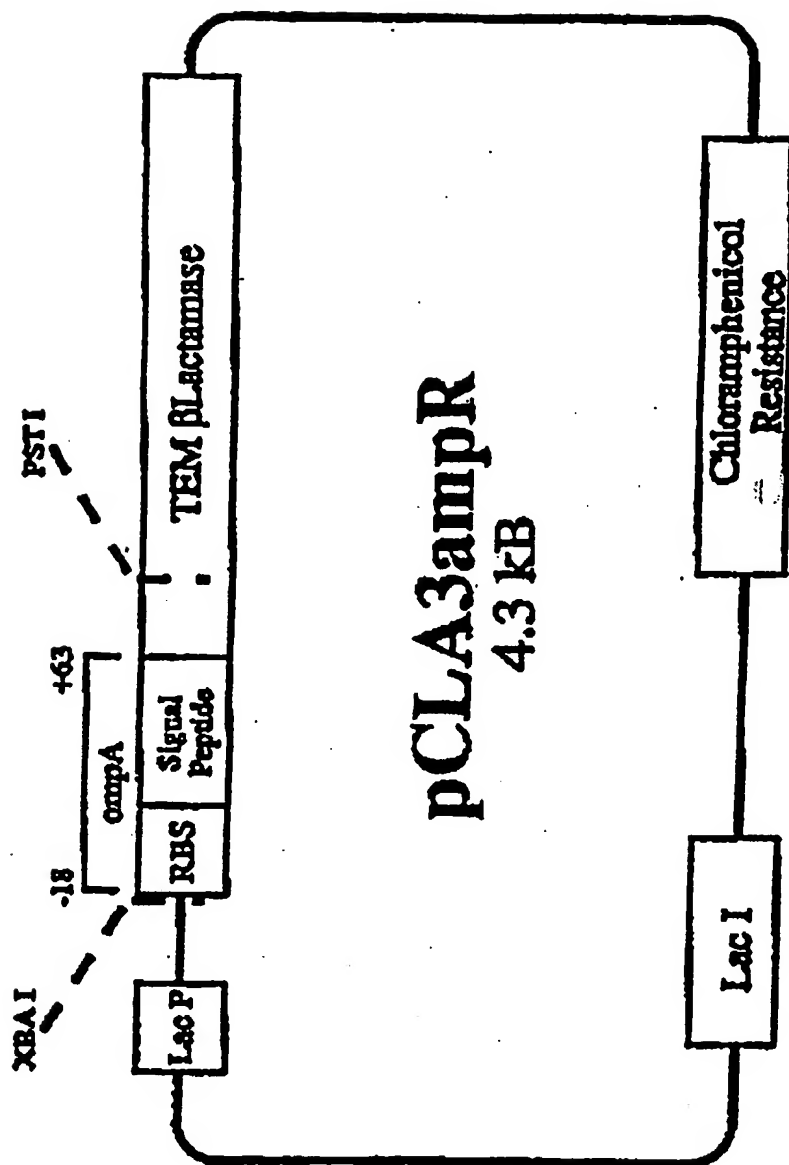 XBA I
PST I
-18
+63
ompA
Lac P
RBS
Signal
Peptide
TEM βLactamase
pCLA3ampR
4.3 kB
Lac I
Chloramphenicol
Resistance